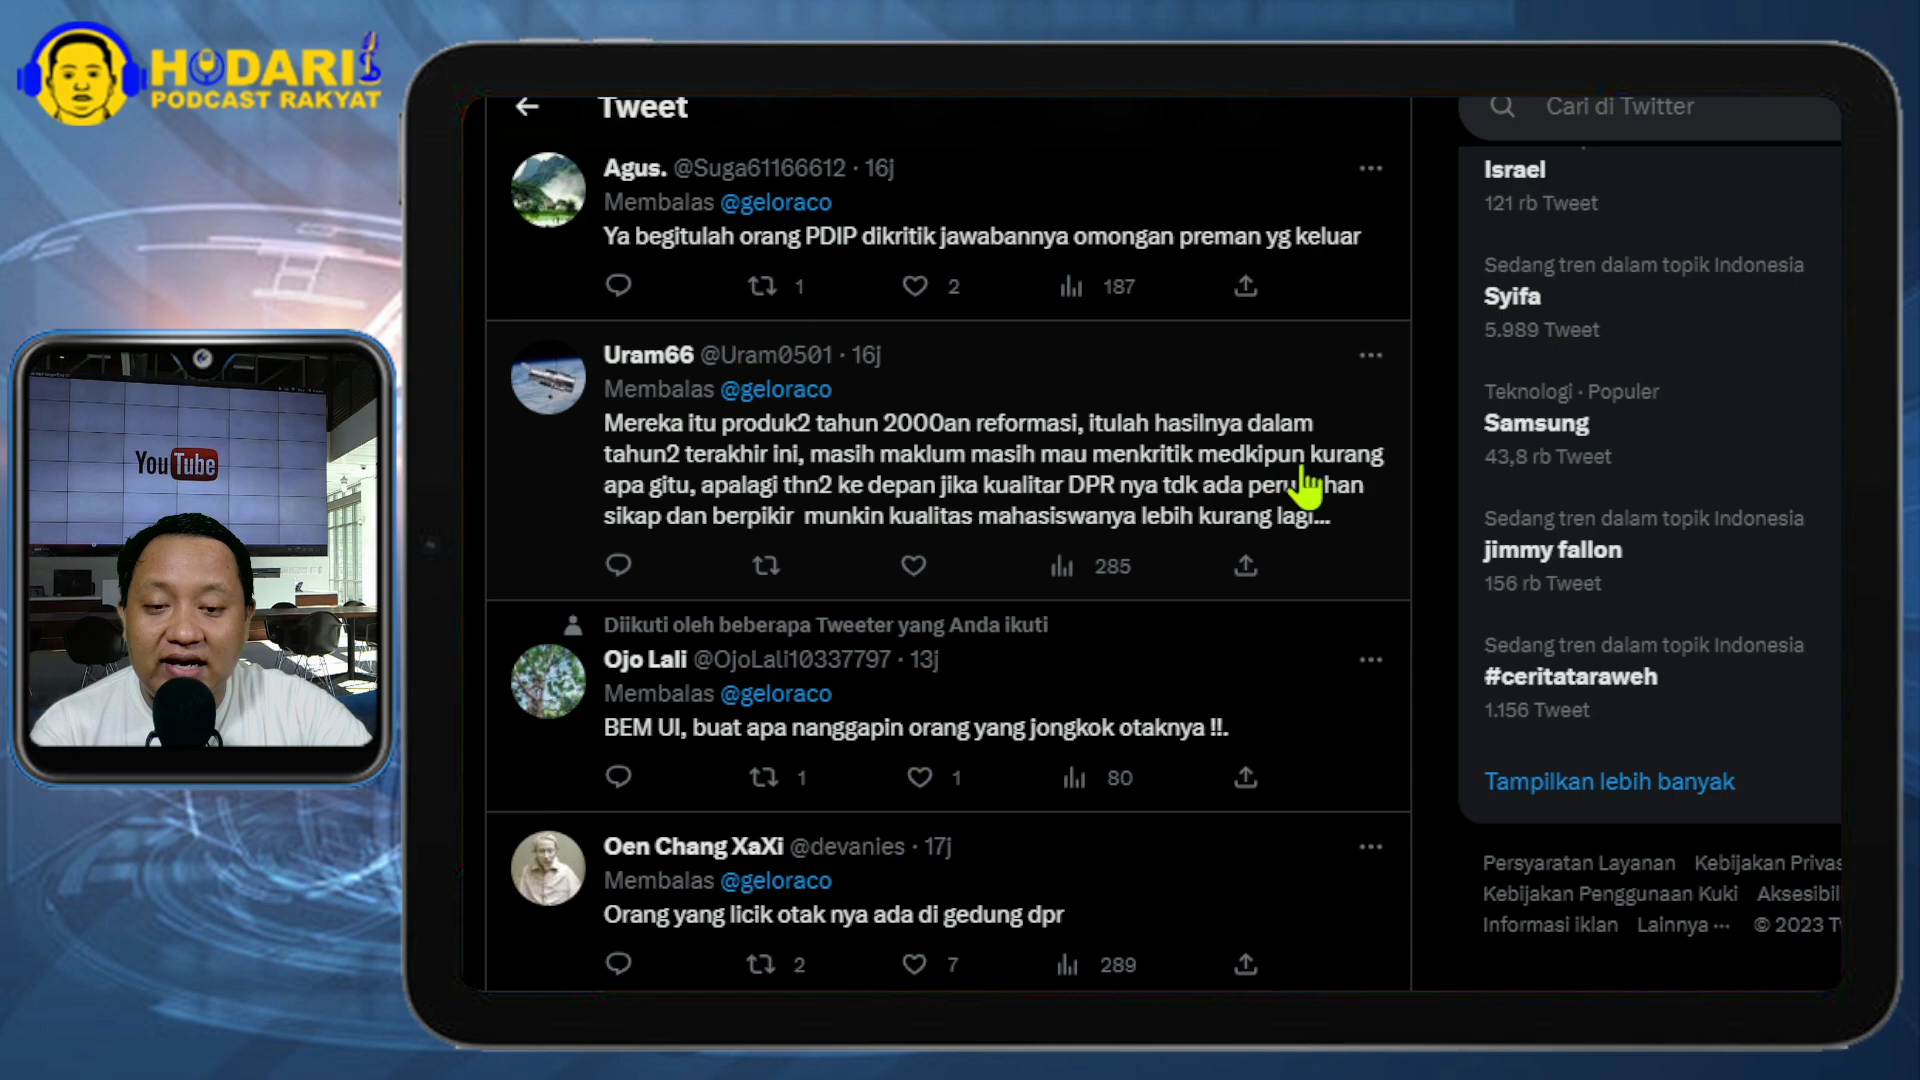 HODARI
PODCAST RAKYAT
YouTube
Tweet
Agus. @Suga61166612 · 16j
Membalas @geloraco
Ya begitulah orang PDIP dikritik jawabannya omongan preman yg keluar
1 2 187
Uram66 @Uram0501 · 16j
Membalas @geloraco
Mereka itu produk2 tahun 2000an reformasi, itulah hasilnya dalam
tahun2 terakhir ini, masih maklum masih mau menkritik medkipun kurang
apa gitu, apalagi thn2 ke depan jika kualitar DPR nya tdk ada
sikap dan berpikir munkin kualitas mahasiswanya lebih kurang lagi...
285
Diikuti oleh beberapa Tweeter yang Anda ikuti
Ojo Lali @OjoLali10337797 · 13j
Membalas @geloraco
BEM UI, buat apa nanggapin orang yang jongkok otaknya !!.
1 1 80
Oen Chang XaXi @devanies · 17j
Membalas @geloraco
Orang yang licik otak nya ada di gedung dpr
2 7 289
Cari di Twitter
Israel
121 rb Tweet
Sedang tren dalam topik Indonesia
Syifa
5.989 Tweet
Teknologi · Populer
Samsung
43,8 rb Tweet
Sedang tren dalam topik Indonesia
jimmy fallon
156 rb Tweet
Sedang tren dalam topik Indonesia
#ceritataraweh
1.156 Tweet
Tampilkan lebih banyak
Persyaratan Layanan Kebijakan Privas
Kebijakan Penggunaan Kuki Aksesibil
Informasi iklan Lainnya ··· © 2023 Tw